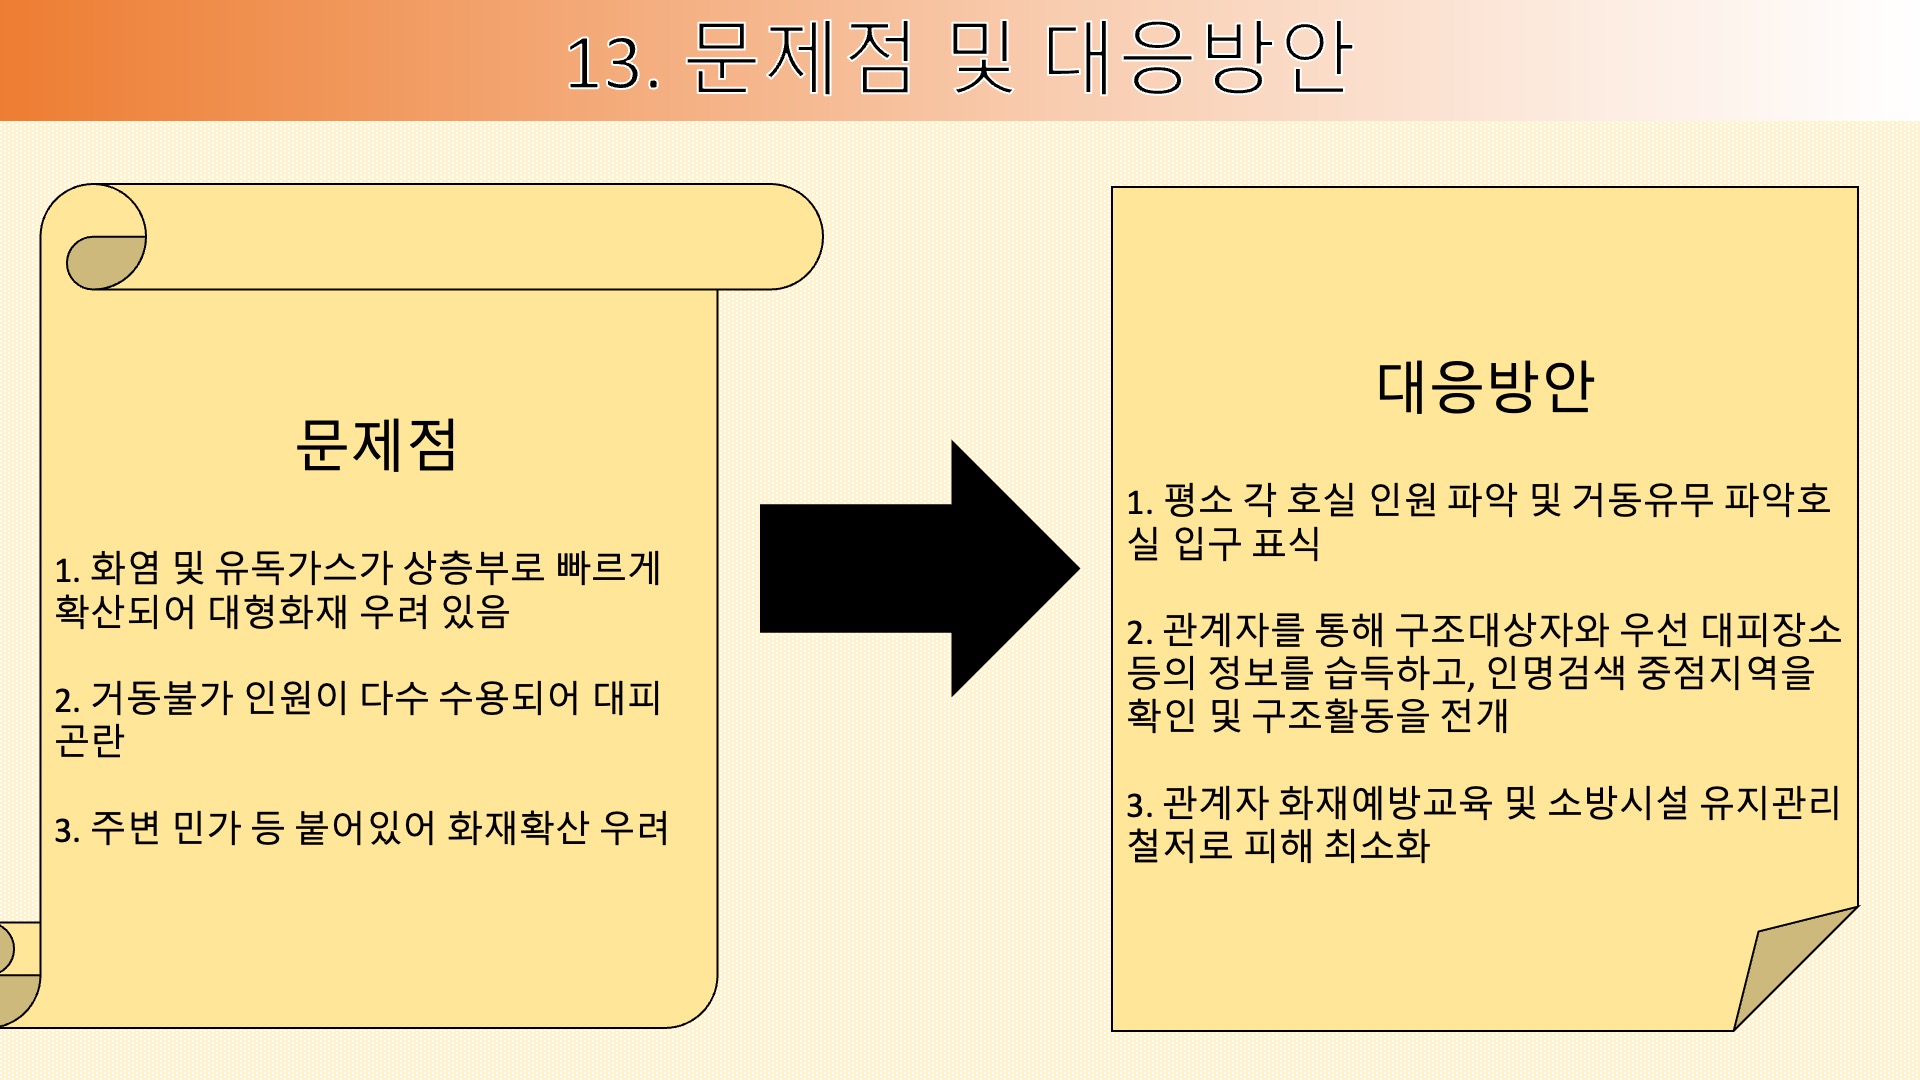 13. 문제점 및 대응방안
문제점
1. 화염 및 유독가스가 상층부로 빠르게
확산되어 대형화재 우려 있음
2. 거동불가 인원이 다수 수용되어 대피
곤란
3. 주변 민가 등 붙어있어 화재확산 우려
대응방안
1. 평소 각 호실 인원 파악 및 거동유무 파악호
실 입구 표식
2. 관계자를 통해 구조대상자와 우선 대피장소
등의 정보를 습득하고, 인명검색 중점지역을
확인 및 구조활동을 전개
3. 관계자 화재예방교육 및 소방시설 유지관리
철저로 피해 최소화